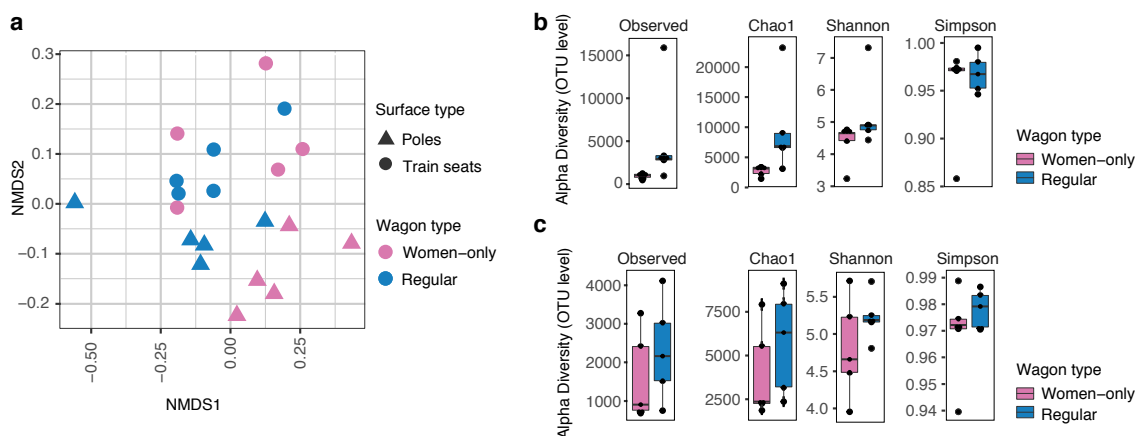 a
0.3
0.2
0.1
0.0
−0.1
−0.2
NMDS2
−0.50
−0.25
0.00
0.25
NMDS1
Surface type
Poles
Train seats
Wagon type
Women-only
Regular
b
Alpha Diversity (OTU level)
Observed
15000
10000
5000
0
Chao1
20000
15000
10000
5000
0
Shannon
7
6
5
4
3
Simpson
1.00
0.95
0.90
0.85
Wagon type
Women-only
Regular
c
Alpha Diversity (OTU level)
Observed
4000
3000
2000
1000
Chao1
7500
5000
2500
Shannon
5.5
5.0
4.5
4.0
Simpson
0.99
0.98
0.97
0.96
0.95
0.94
Wagon type
Women-only
Regular